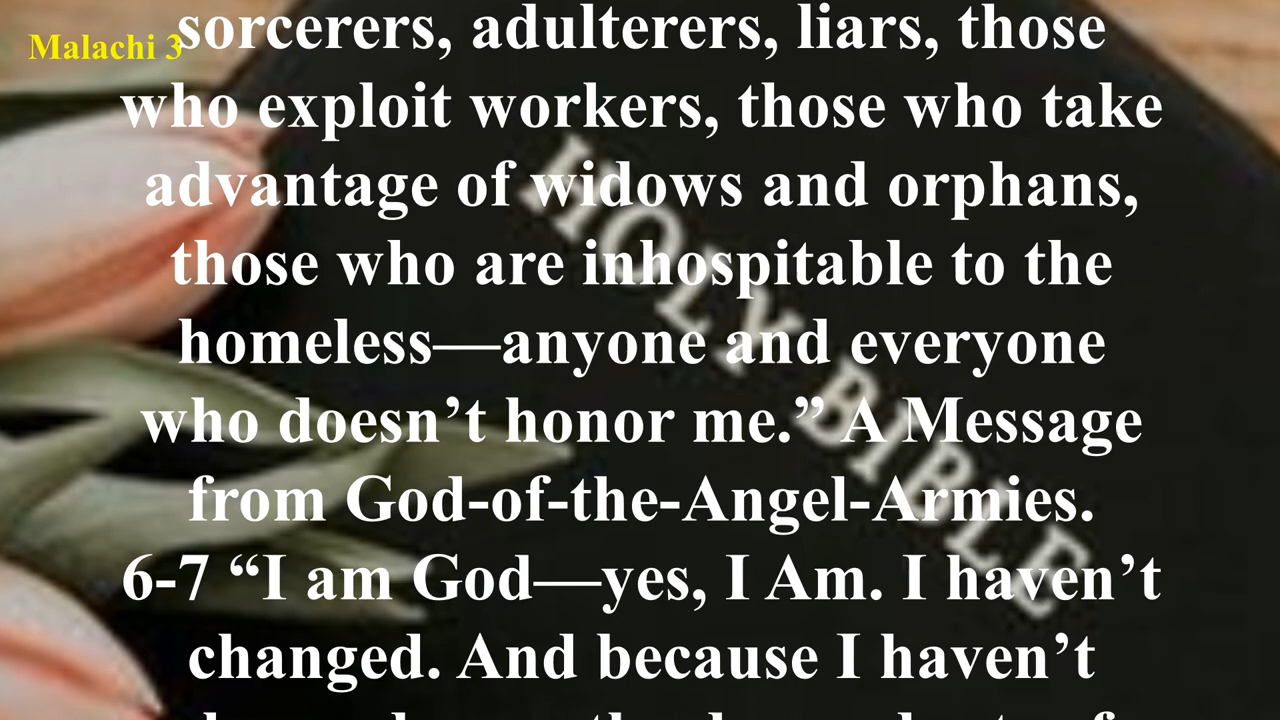 Malachi 3
sorcerers, adulterers, liars, those
who exploit workers, those who take
advantage of widows and orphans,
those who are inhospitable to the
homeless—anyone and everyone
who doesn’t honor me.” A Message
from God-of-the-Angel-Armies.
6-7 “I am God—yes, I Am. I haven’t
changed. And because I haven’t
HOLY BIBLE